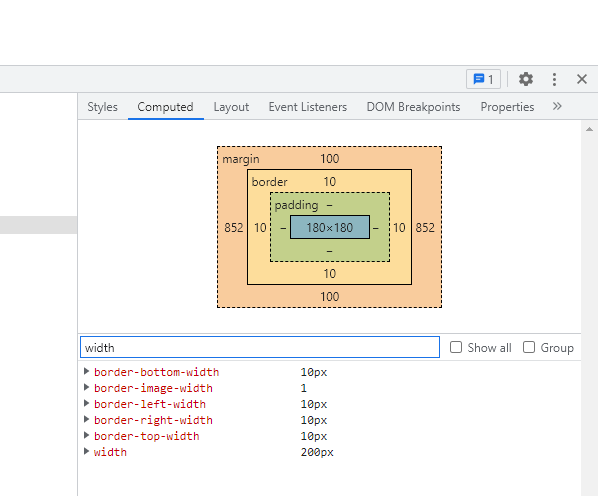 1
Styles Computed Layout Event Listeners DOM Breakpoints Properties »
margin 100
border 10
padding –
852 10 – 180×180 – 10 852
–
10
100
width Show all Group
border-bottom-width 10px
border-image-width 1
border-left-width 10px
border-right-width 10px
border-top-width 10px
width 200px